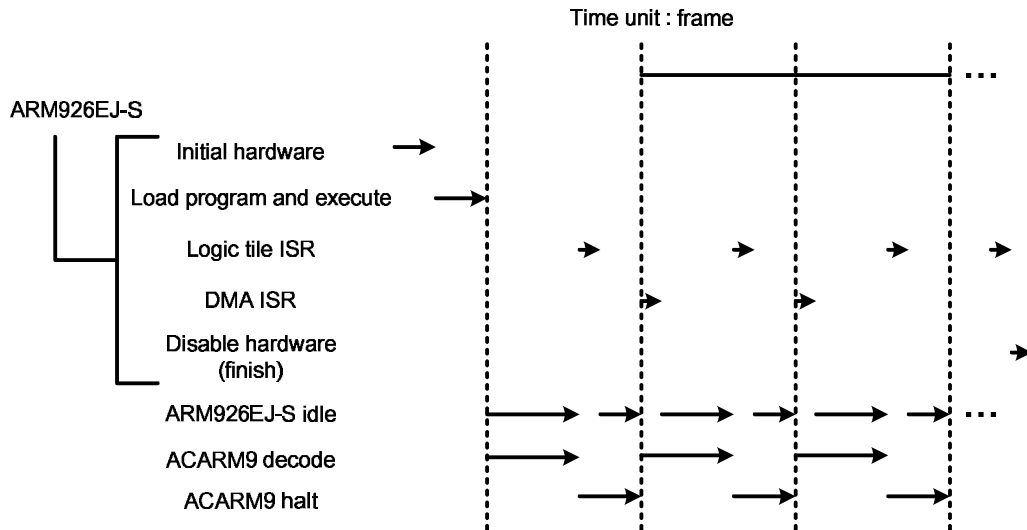 Time unit : frame
...
ARM926EJ-S
Initial hardware
Load program and execute
Logic tile ISR
DMA ISR
Disable hardware
(finish)
ARM926EJ-S idle
...
ACARM9 decode
ACARM9 halt